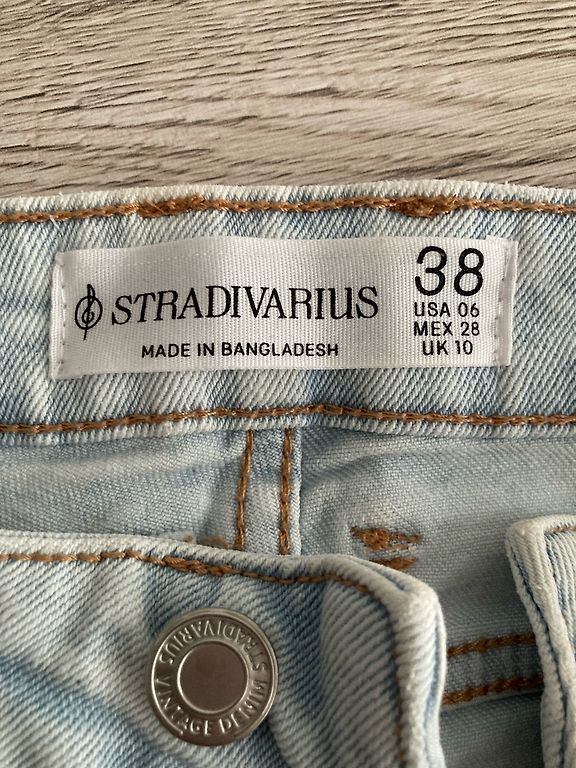 STRADIVARIUS
MADE IN BANGLADESH
38
USA 06
MEX 28
UK 10
STRADIVARIUS
VINTAGE DENIM